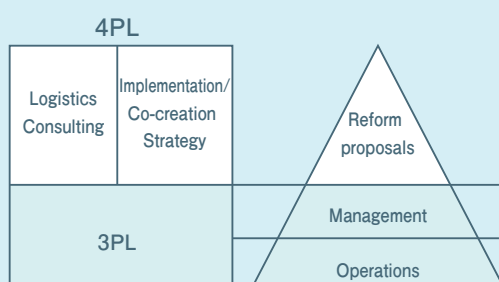 4PL
Logistics
Consulting
Implementation/
Co-creation
Strategy
Reform
proposals
3PL
Management
Operations